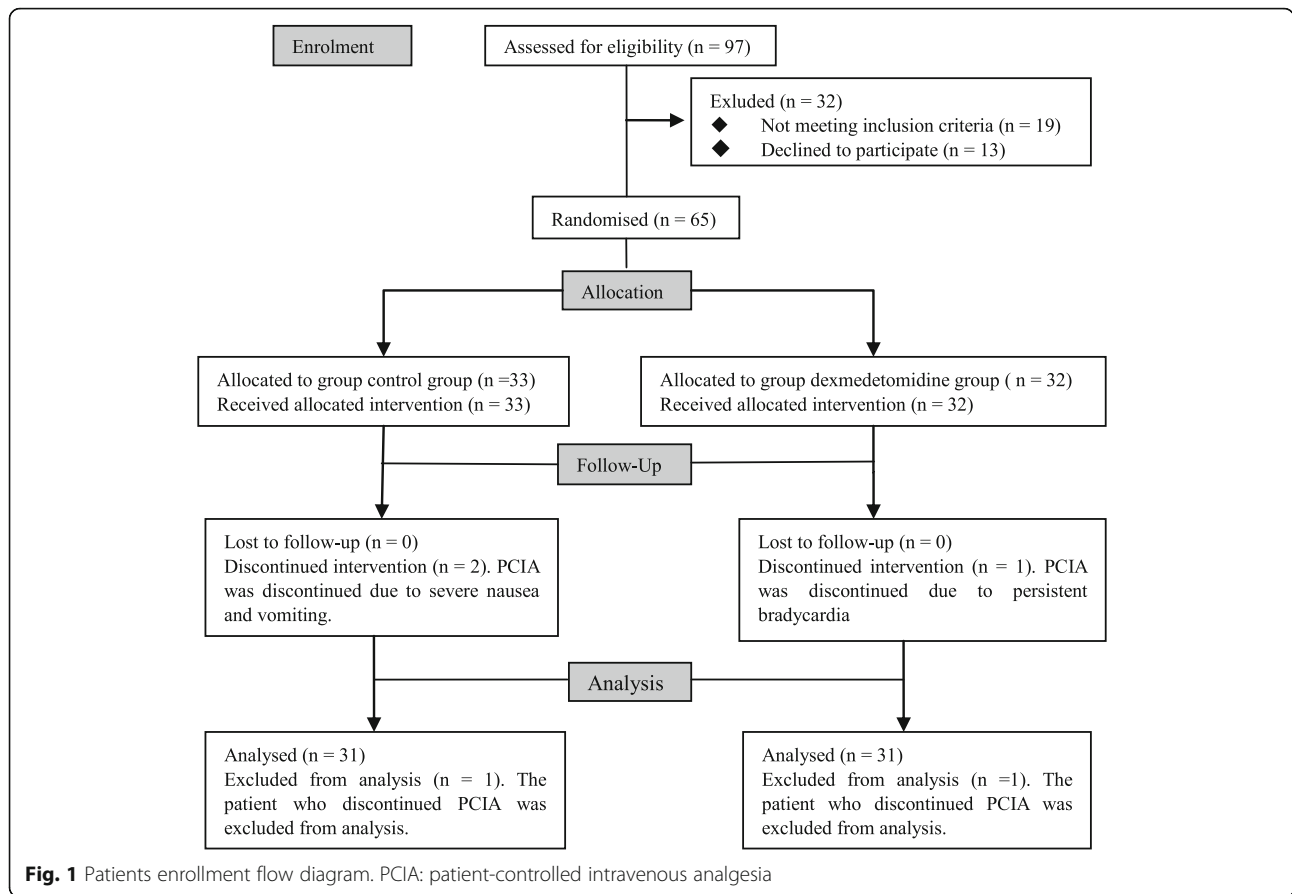 Enrolment
Assessed for eligibility (n = 97)
Exluded (n = 32)
◆ Not meeting inclusion criteria (n = 19)
◆ Declined to participate (n = 13)
Randomised (n = 65)
Allocation
Allocated to group control group (n =33)
Received allocated intervention (n = 33)
Allocated to group dexmedetomidine group ( n = 32)
Received allocated intervention (n = 32)
Follow-Up
Lost to follow-up (n = 0)
Discontinued intervention (n = 2). PCIA
was discontinued due to severe nausea
and vomiting.
Lost to follow-up (n = 0)
Discontinued intervention (n = 1). PCIA
was discontinued due to persistent
bradycardia
Analysis
Analysed (n = 31)
Excluded from analysis (n = 1). The
patient who discontinued PCIA was
excluded from analysis.
Analysed (n = 31)
Excluded from analysis (n =1). The
patient who discontinued PCIA was
excluded from analysis.
Fig. 1 Patients enrollment flow diagram. PCIA: patient-controlled intravenous analgesia